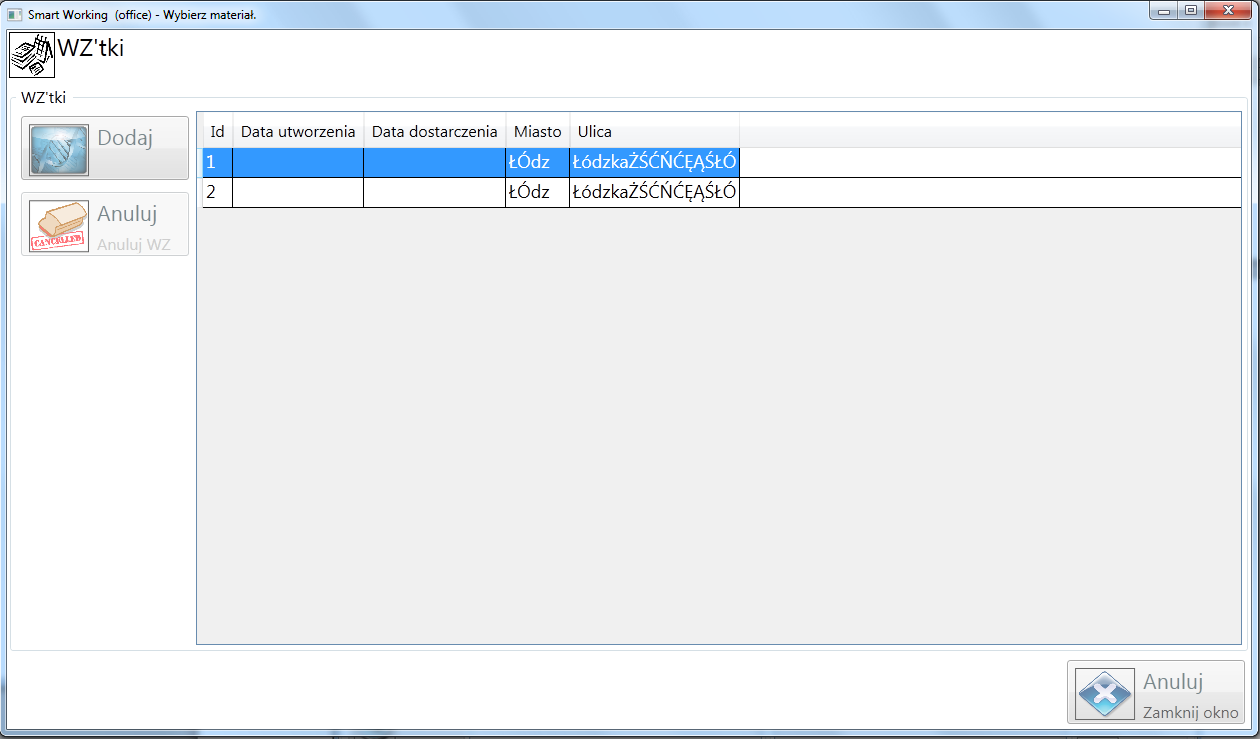 Smart Working (office) - Wybierz materiał.
WZ'tki
WZ'tki
Dodaj
Anuluj
CANCELLED
Anuluj WZ
Id Data utworzenia Data dostarczenia Miasto Ulica
1 ŁÓdz ŁódzkaŻŚĆŃĆĘĄŚŁÓ
2 ŁÓdz ŁódzkaŻŚĆŃĆĘĄŚŁÓ
Anuluj
Zamknij okno